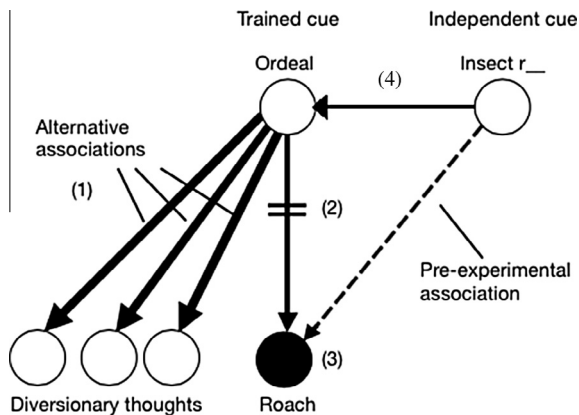 Trained cue
Independent cue
Ordeal
Insect r__
(4)
Alternative
associations
(1)
(2)
Pre-experimental
association
(3)
Diversionary thoughts
Roach